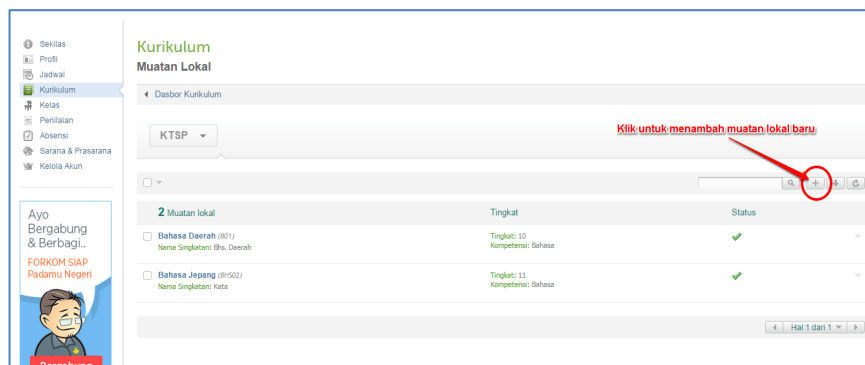 Sekilas
Profil
Jadwal
Kurikulum
Kelas
Penilaian
Absensi
Sarana & Prasarana
Kelola Akun
Ayo
Bergabung
& Berbagi..
FORKOM SIAP
Padamu Negeri
Bergabung
Kurikulum
Muatan Lokal
Dasbor Kurikulum
KTSP
Klik untuk menambah muatan lokal baru
2 Muatan lokal Tingkat Status
Bahasa Daerah (B01) Tingkat: 10
Nama Singkatan: Bhs. Daerah Kompetensi: Bahasa
Bahasa Jepang (BHS02) Tingkat: 11
Nama Singkatan: Kata Kompetensi: Bahasa
Hal 1 dari 1